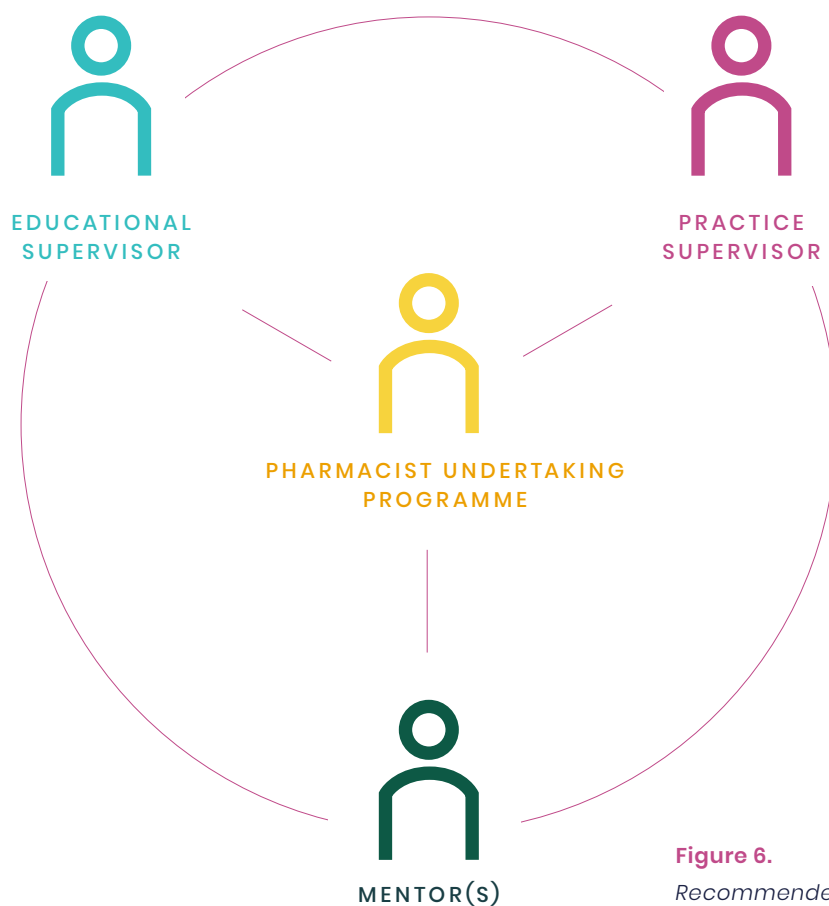 EDUCATIONAL
SUPERVISOR
PRACTICE
SUPERVISOR
PHARMACIST UNDERTAKING
PROGRAMME
MENTOR(S)
Figure 6.